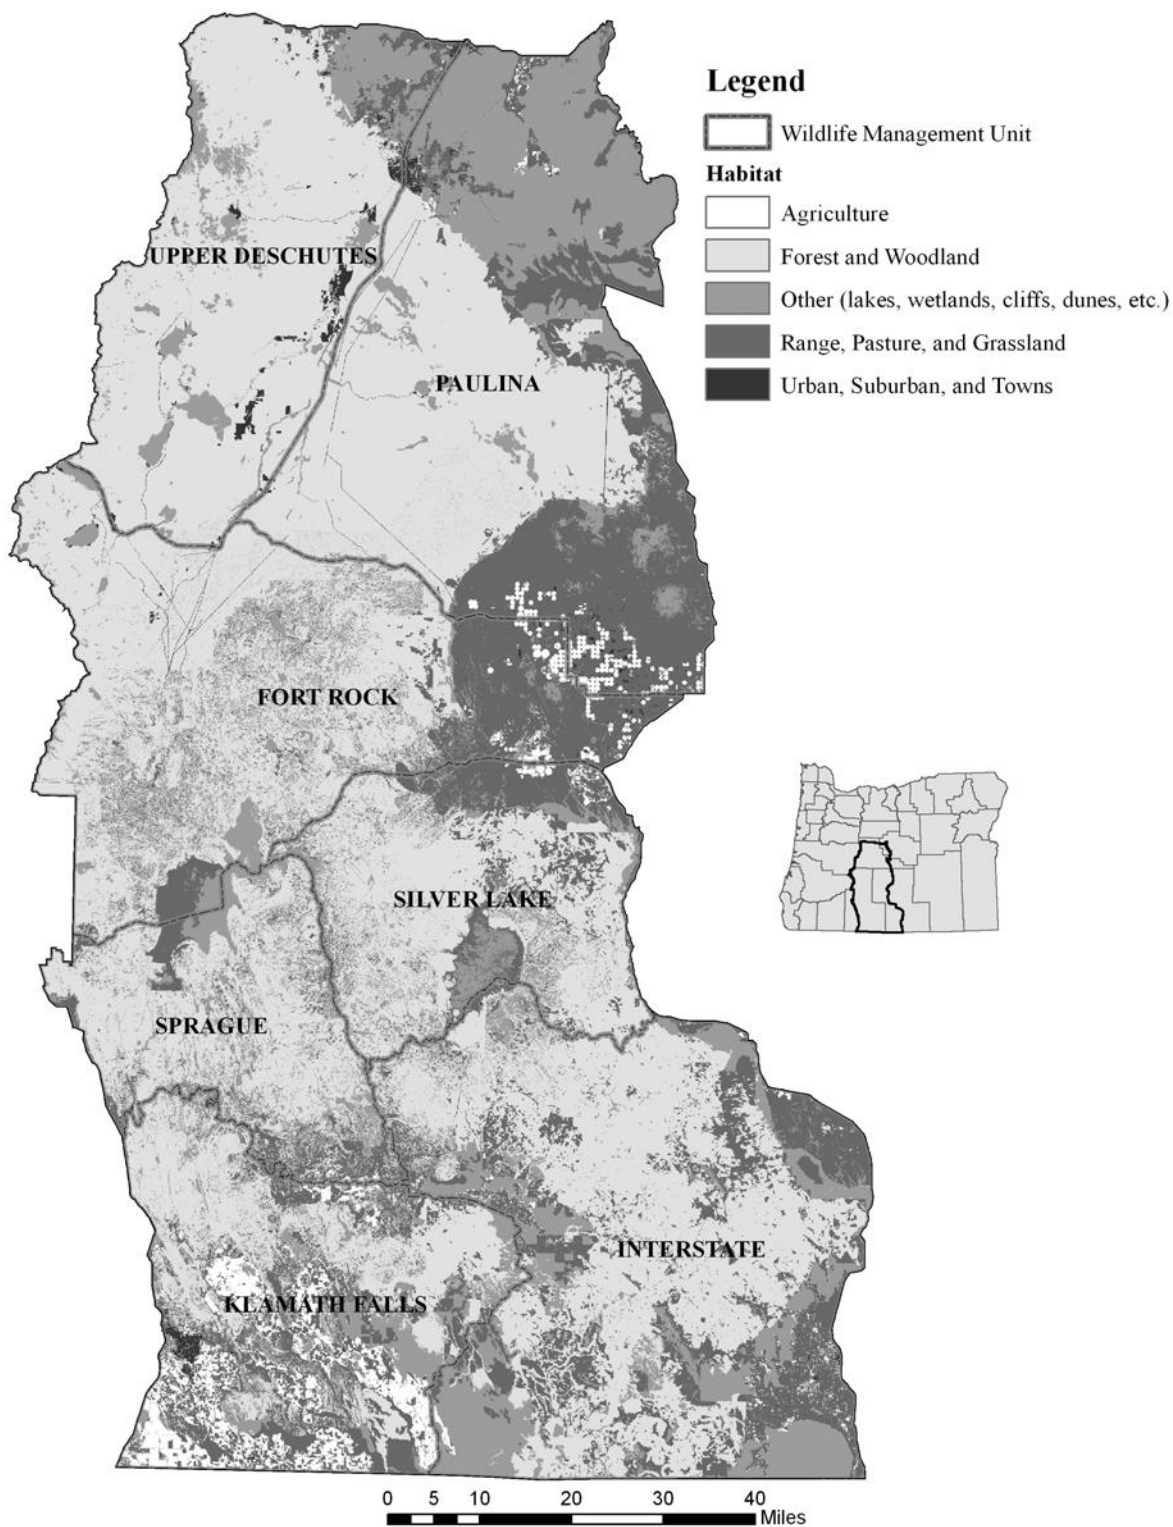 Legend
Wildlife Management Unit
Habitat
Agriculture
Forest and Woodland
Other (lakes, wetlands, cliffs, dunes, etc.)
Range, Pasture, and Grassland
Urban, Suburban, and Towns
UPPER DESCHUTES
PAULINA
FORT ROCK
SILVER LAKE
SPRAGUE
INTERSTATE
KLAMATH FALLS
0 5 10 20 30 40
Miles